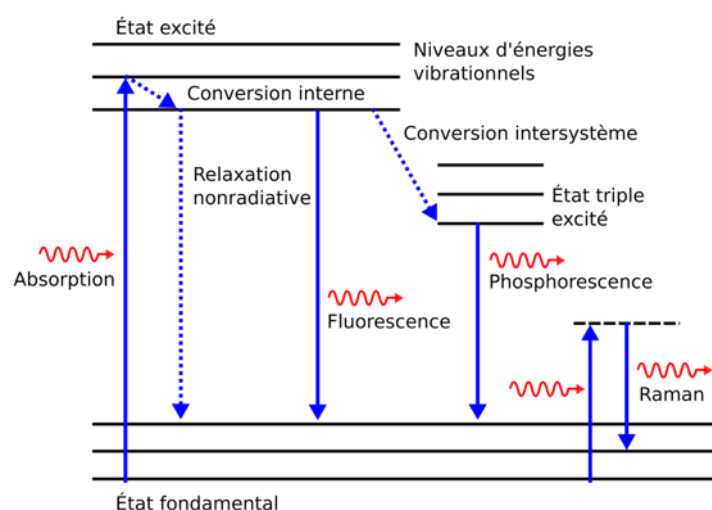 État excité
Niveaux d'énergies
vibrationnels
Conversion interne
Conversion intersystème
Relaxation
nonradiative
État triple
excité
Absorption
Phosphorescence
Fluorescence
Raman
État fondamental